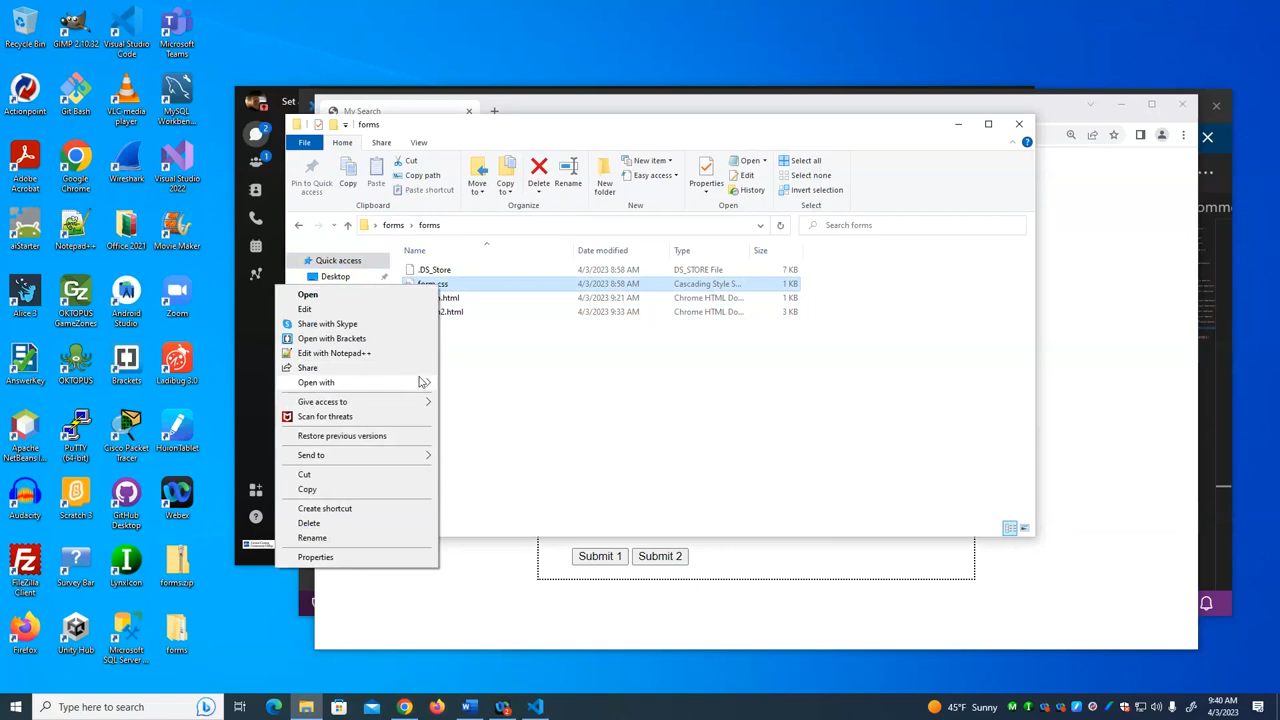 Recycle Bin
GIMP 2.10.32
Visual Studio Code
Microsoft Teams
Actionpoint
Git Bash
VLC media player
MySQL Workben...
Adobe Acrobat
Google Chrome
Wireshark
Visual Studio 2022
aiStarter
Notepad++
Office 2021
Movie Maker
Alice 3
OKTOPUS GameZones
Android Studio
Zoom
AnswerKey
OKTOPUS
Brackets
Ladibug 3.0
Apache NetBeans I...
PuTTY (64-bit)
Cisco Packet Tracer
HuionTablet
Audacity
Scratch 3
GitHub Desktop
Webex
FileZilla Client
Survey Bar
LynxIcon
forms.zip
Firefox
Unity Hub
Microsoft SQL Server ...
forms
Set
2
1
My Search
forms
File
Home
Share
View
Pin to Quick access
Copy
Paste
Cut
Copy path
Paste shortcut
Clipboard
Move to
Copy to
Delete
Rename
Organize
New folder
New item
Easy access
New
Properties
Open
Edit
History
Open
Select all
Select none
Invert selection
Select
forms > forms
Search forms
Name
Date modified
Type
Size
Quick access
Desktop
.DS_Store
4/3/2023 8:58 AM
DS_STORE File
7 KB
form.css
4/3/2023 8:58 AM
Cascading Style S...
1 KB
.html
4/3/2023 9:21 AM
Chrome HTML Do...
1 KB
2.html
4/3/2023 9:33 AM
Chrome HTML Do...
3 KB
Open
Edit
Share with Skype
Open with Brackets
Edit with Notepad++
Share
Open with
Give access to
Scan for threats
Restore previous versions
Send to
Cut
Copy
Create shortcut
Delete
Rename
Properties
Submit 1
Submit 2
omme
Type here to search
45°F Sunny
9:40 AM
4/3/2023